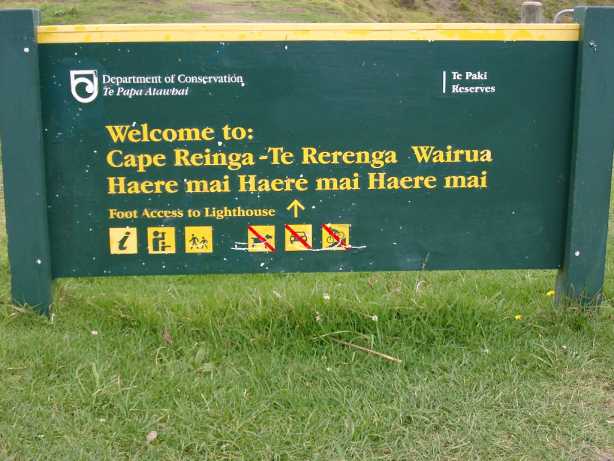 Department of Conservation
Te Papa Atawhai
Te Paki
Reserves
Welcome to:
Cape Reinga - Te Rerenga Wairua
Haere mai Haere mai Haere mai
Foot Access to Lighthouse
i